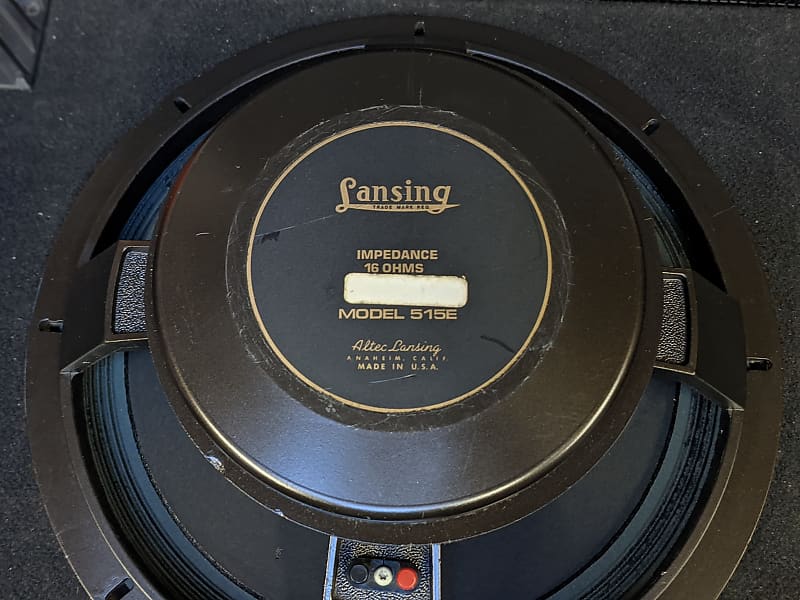 Lansing
TRADE MARK REG.
IMPEDANCE
16 OHMS
MODEL 515E
Altec Lansing
ANAHEIM, CALIF.
MADE IN U.S.A.